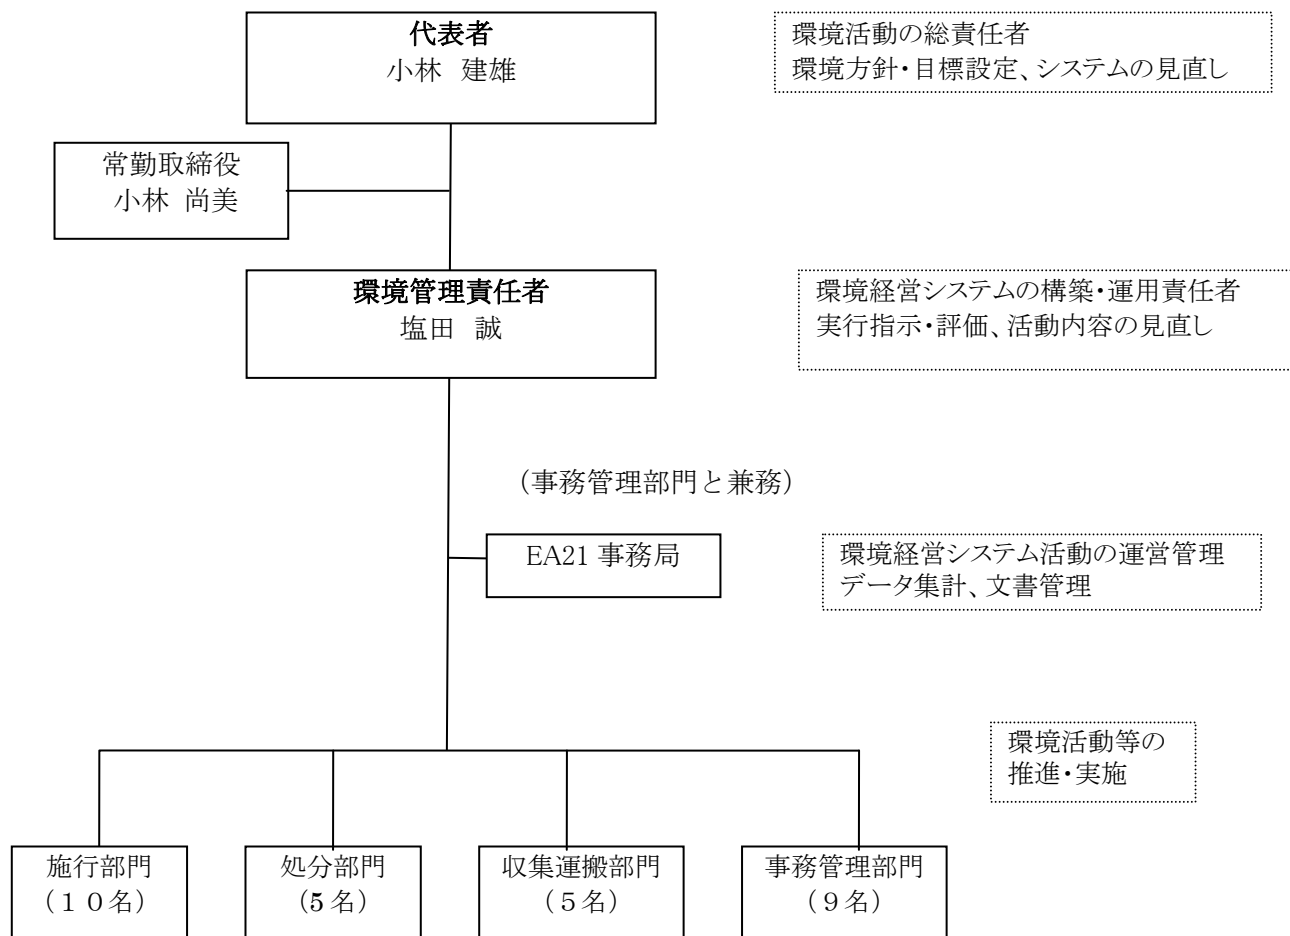 代表者
小林 建雄
環境活動の総責任者
環境方針・目標設定、システムの見直し
常勤取締役
小林 尚美
環境管理責任者
塩田 誠
環境経営システムの構築・運用責任者
実行指示・評価、活動内容の見直し
（事務管理部門と兼務）
EA21 事務局
環境経営システム活動の運営管理
データ集計、文書管理
環境活動等の
推進・実施
施行部門
（１０名）
処分部門
（5 名）
収集運搬部門
（５名）
事務管理部門
（９名）